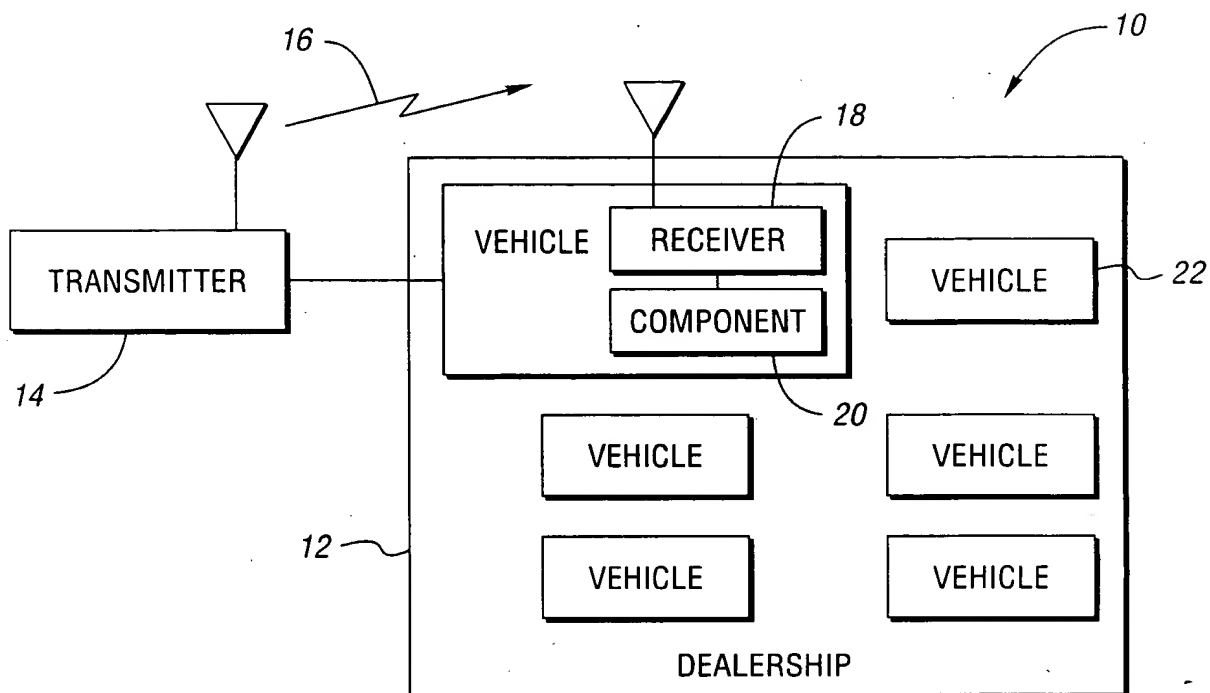 16
10
18
VEHICLE
RECEIVER
TRANSMITTER
VEHICLE
22
COMPONENT
14
20
VEHICLE
VEHICLE
12
VEHICLE
VEHICLE
DEALERSHIP